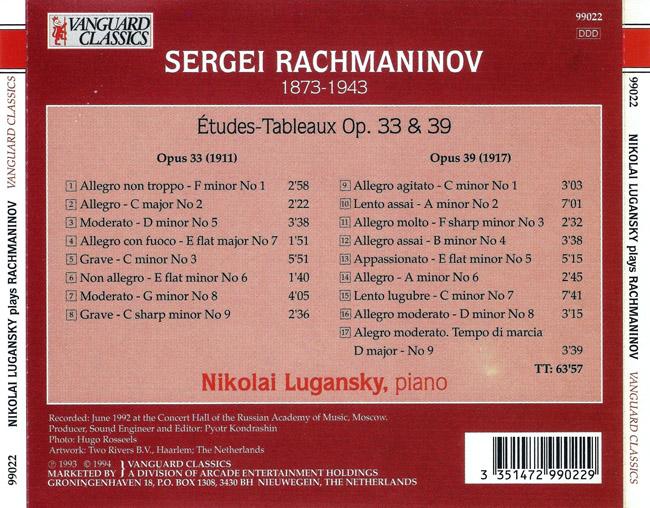 VANGUARD
CLASSICS
99022
DDD
SERGEI RACHMANINOV
1873-1943
Études-Tableaux Op. 33 & 39
Opus 33 (1911)
1 Allegro non troppo - F minor No 1 2'58
2 Allegro - C major No 2 2'22
3 Moderato - D minor No 5 3'38
4 Allegro con fuoco - E flat major No 7 1'51
5 Grave - C minor No 3 5'51
6 Non allegro - E flat minor No 6 1'40
7 Moderato - G minor No 8 4'05
8 Grave - C sharp minor No 9 2'36
Opus 39 (1917)
9 Allegro agitato - C minor No 1 3'03
10 Lento assai - A minor No 2 7'01
11 Allegro molto - F sharp minor No 3 2'32
12 Allegro assai - B minor No 4 3'38
13 Appassionato - E flat minor No 5 5'15
14 Allegro - A minor No 6 2'45
15 Lento lugubre - C minor No 7 7'41
16 Allegro moderato - D minor No 8 3'15
17 Alegro moderato. Tempo di marcia
D major - No 9 3'39
TT: 63'57
Nikolai Lugansky, piano
Recorded: June 1992 at the Concert Hall of the Russian Academy of Music, Moscow.
Producer, Sound Engineer and Editor: Pyotr Kondrashin
Photo: Hugo Rosseels
Artwork: Two Rivers B.V., Haarlem; The Netherlands
℗ 1993 © 1994 } VANGUARD CLASSICS
MARKETED BY } A DIVISION OF ARCADE ENTERTAINMENT HOLDINGS
GRONINGENHAVEN 18, P.O. BOX 1308, 3430 BH NIEUWEGEIN, THE NETHERLANDS
3 351472 990229
99022 NIKOLAI LUGANSKY plays RACHMANINOV VANGUARD CLASSICS
99022 NIKOLAI LUGANSKY plays RACHMANINOV VANGUARD CLASSICS